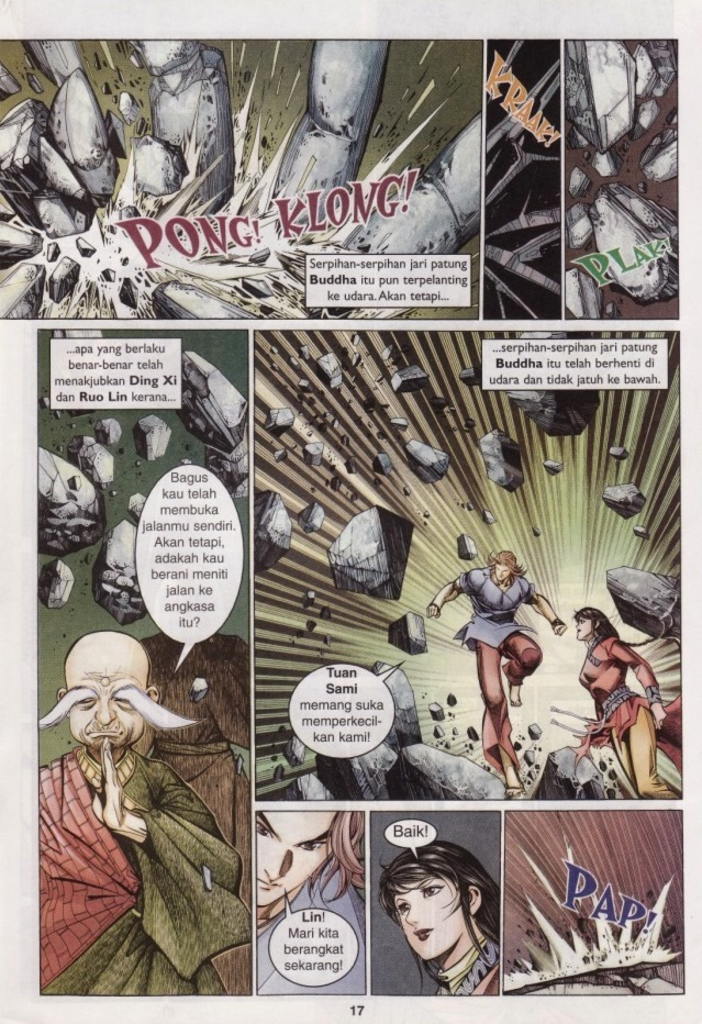 PONG! KLONG!
Serpihan-serpihan jari patung
Buddha itu pun terpelanting
ke udara. Akan tetapi...
KRAAK!
PLAK!
...apa yang berlaku
benar-benar telah
menakjubkan Ding Xi
dan Ruo Lin kerana...
Bagus
kau telah
membuka
jalanmu sendiri.
Akan tetapi,
adakah kau
berani meniti
jalan ke
angkasa
itu?
...serpihan-serpihan jari patung
Buddha itu telah berhenti di
udara dan tidak jatuh ke bawah.
Tuan
Sami
memang suka
memperkecil-
kan kami!
Lin!
Mari kita
berangkat
sekarang!
Baik!
PAP!
17